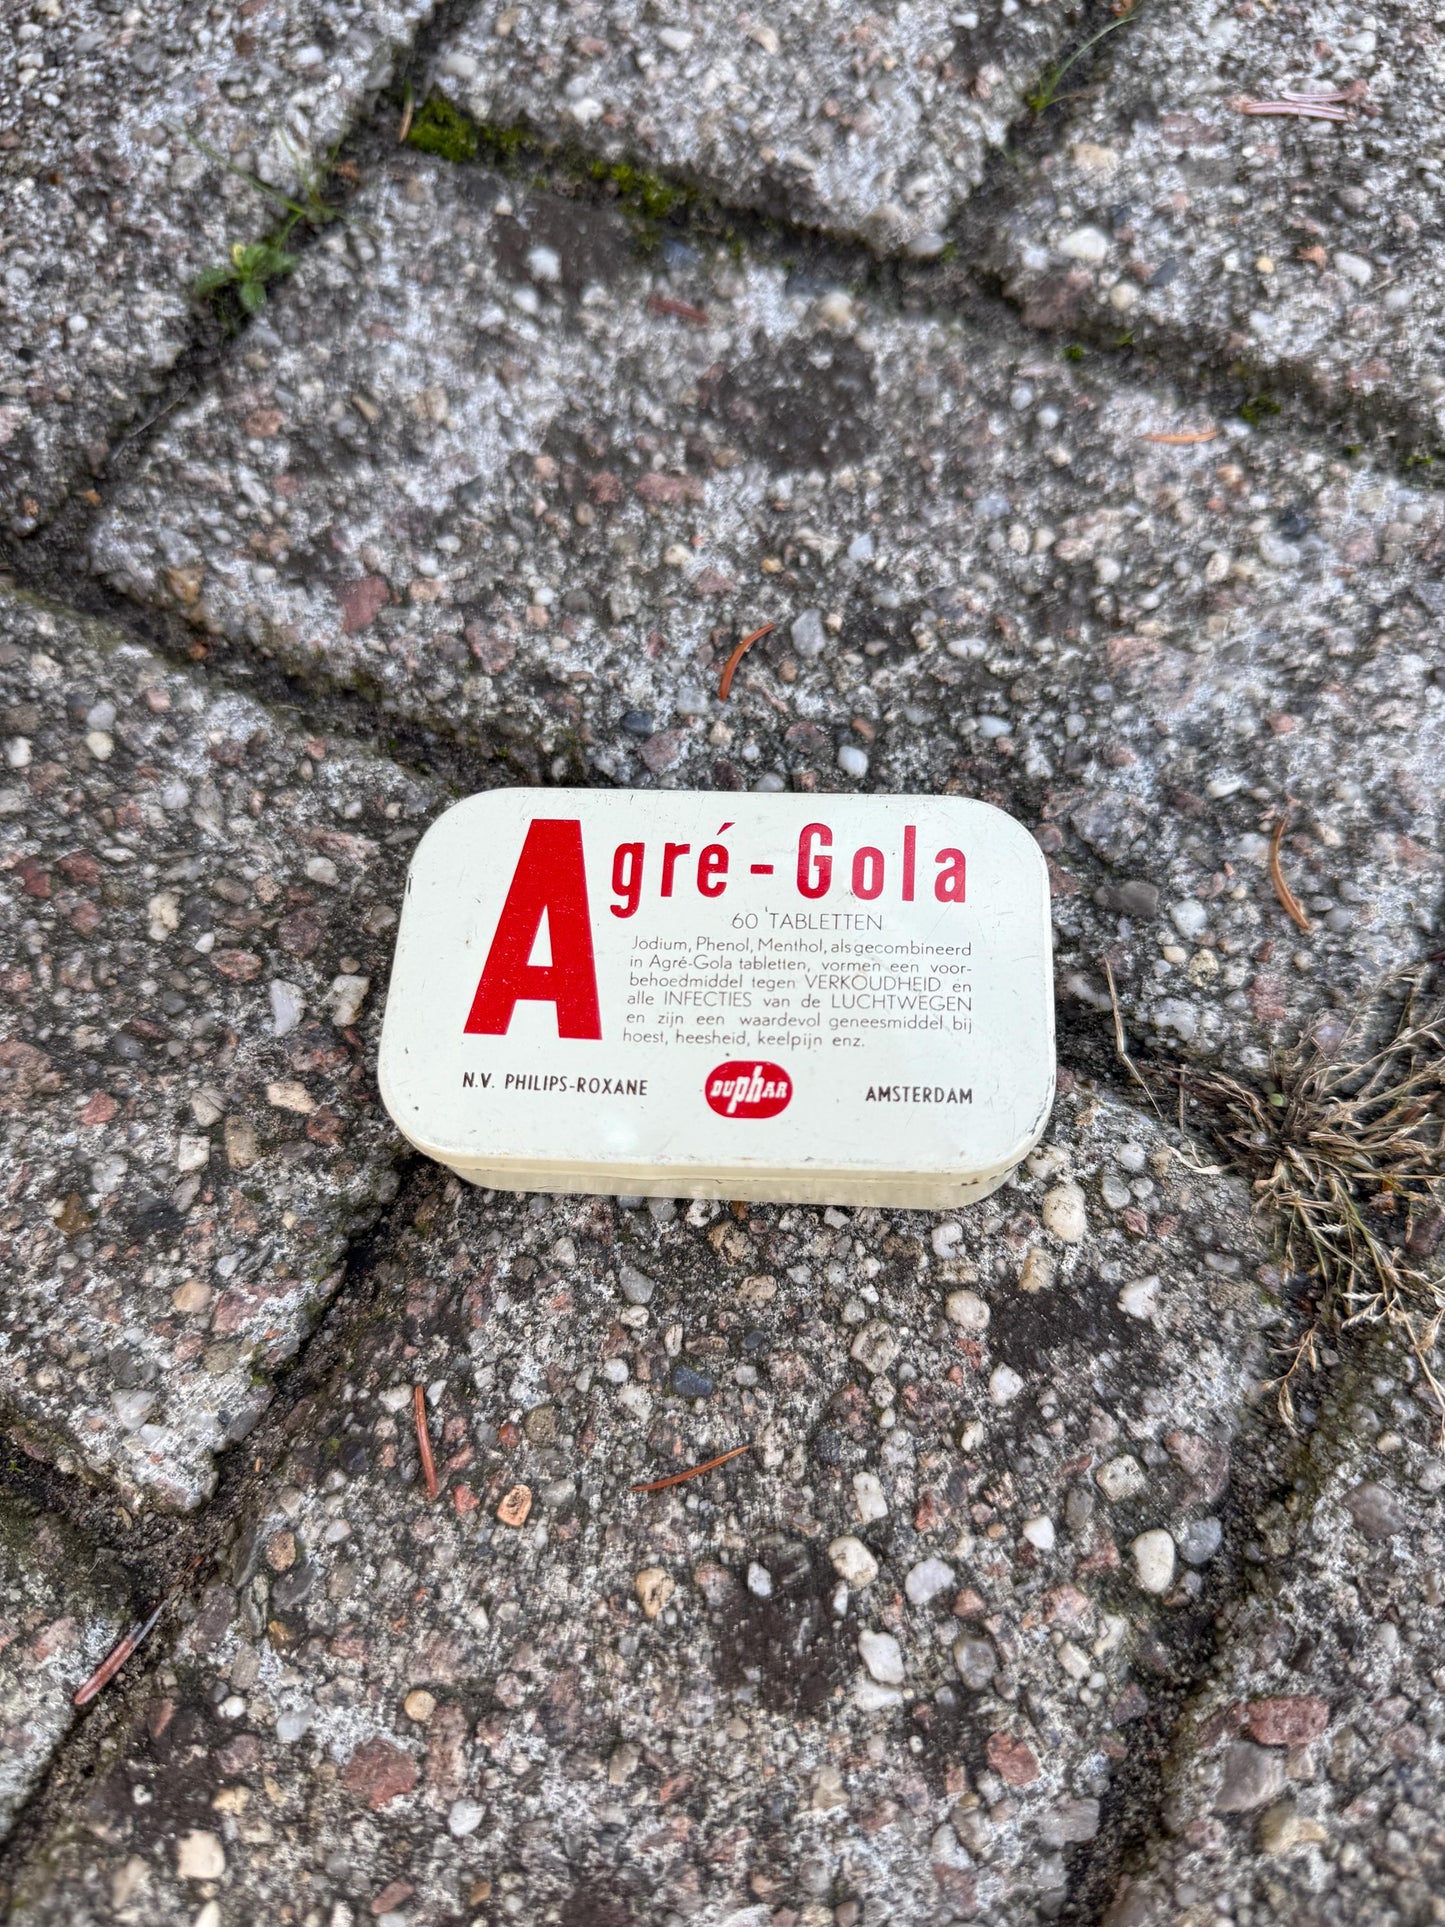 Agré-Gola
60 TABLETTEN
Jodium, Phenol, Menthol, als gecombineerd
in Agré-Gola tabletten, vormen een voor-
behoedmiddel tegen VERKOUDHEID en
alle INFECTIES van de LUCHTWEGEN
en zijn een waardevol geneesmiddel bij
hoest, heesheid, keelpijn enz.
N.V. PHILIPS-ROXANE DUPHAR AMSTERDAM